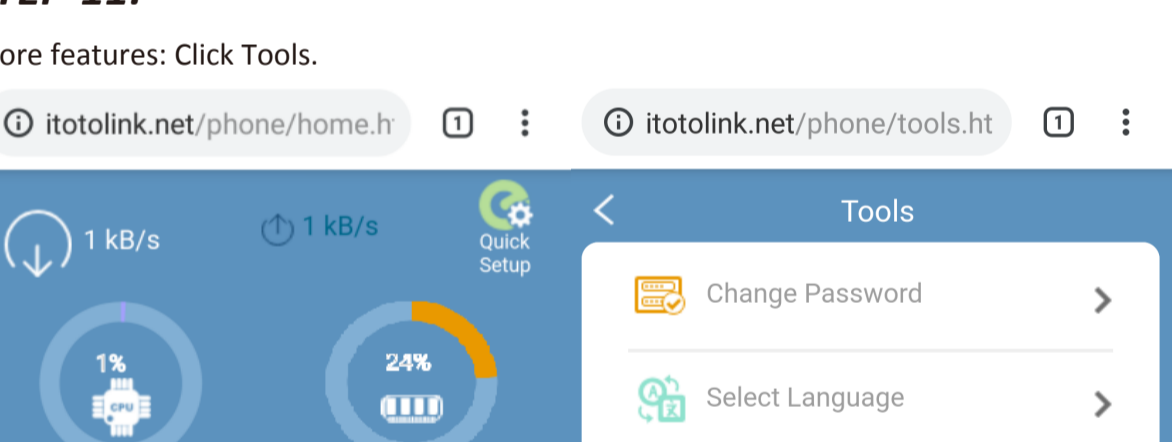 ore features: Click Tools.
itotolink.net/phone/home.h
1
itotolink.net/phone/tools.ht
1
1 kB/s
1 kB/s
Quick
Setup
Tools
1%
CPU
24%
Change Password
Select Language